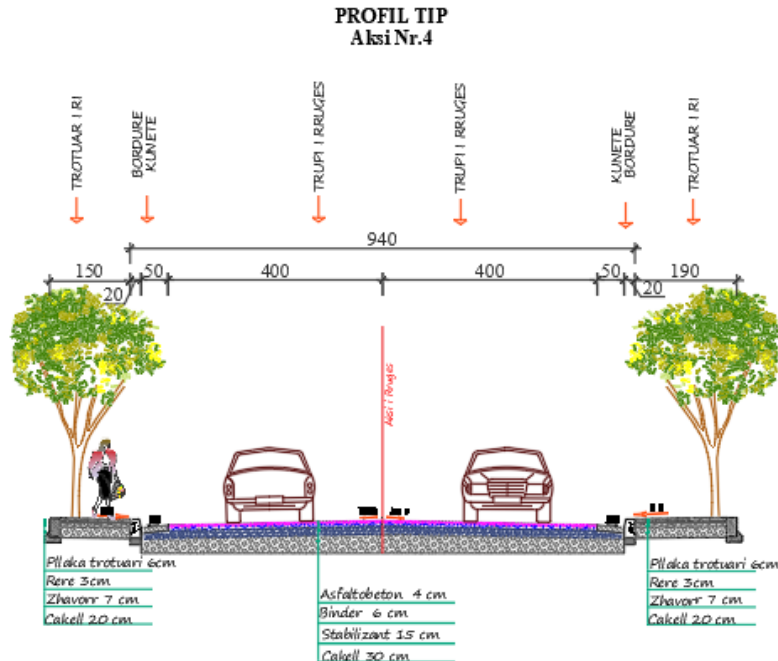 PROFIL TIP
Aksi Nr.4
TROTUAR I RI
BORDURE
KUNETE
TRUPI I RRUGES
TRUPI I RRUGES
KUNETE
BORDURE
TROTUAR I RI
940
150
50
400
400
50
190
20
20
Aksi i Rruges
Pllaka trotuari 6cm
Rere 3cm
Zhavorr 7 cm
Cakell 20 cm
Asfaltobeton 4 cm
Binder 6 cm
Stabilizant 15 cm
Cakell 30 cm
Pllaka trotuari 6cm
Rere 3cm
Zhavorr 7 cm
Cakell 20 cm